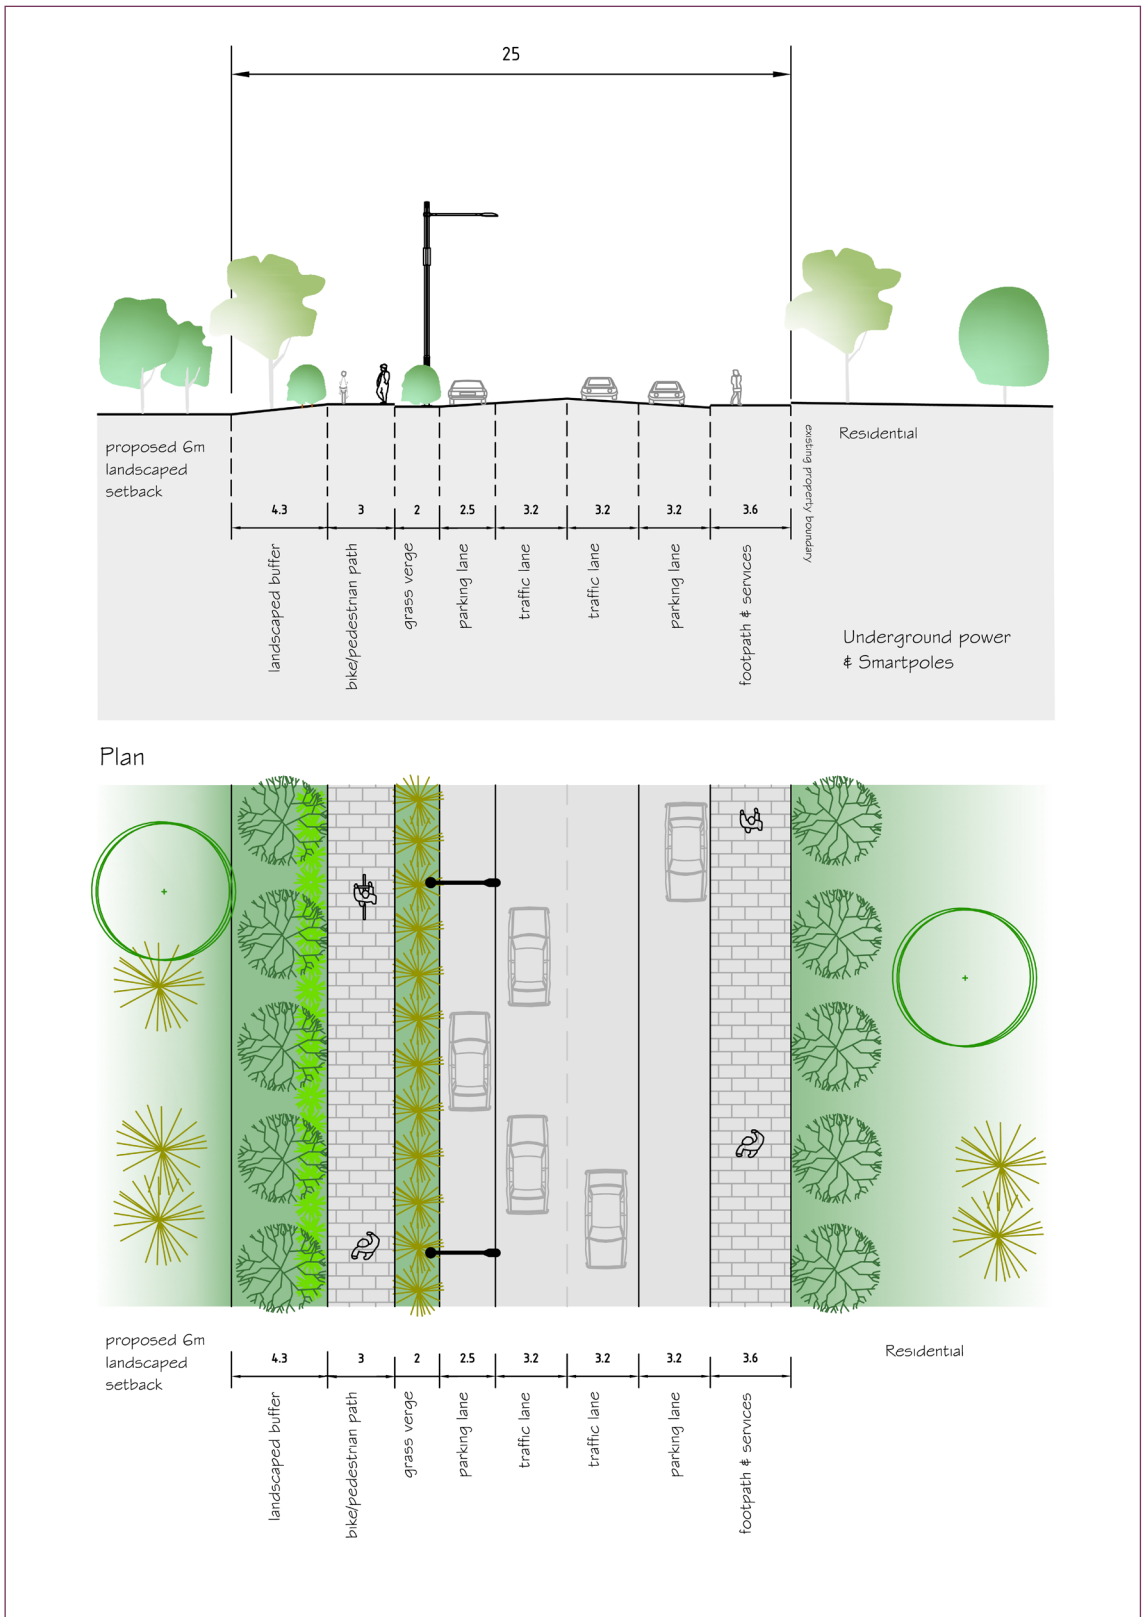 25
proposed 6m
landscaped
setback
existing property boundary
Residential
4.3
3
2
2.5
3.2
3.2
3.2
3.6
landscaped buffer
bike/pedestrian path
grass verge
parking lane
traffic lane
traffic lane
parking lane
footpath & services
Underground power
& Smartpoles
Plan
proposed 6m
landscaped
setback
Residential
4.3
3
2
2.5
3.2
3.2
3.2
3.6
landscaped buffer
bike/pedestrian path
grass verge
parking lane
traffic lane
traffic lane
parking lane
footpath & services